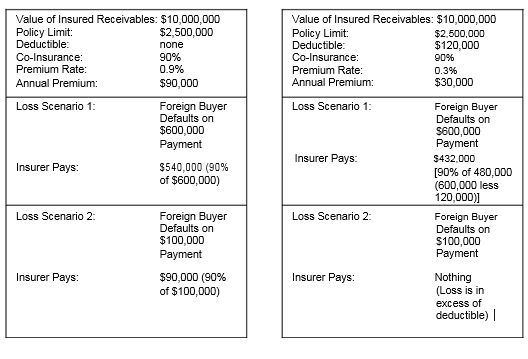 Value of Insured Receivables: $10,000,000
Policy Limit: $2,500,000
Deductible: none
Co-Insurance: 90%
Premium Rate: 0.9%
Annual Premium: $90,000
Loss Scenario 1: Foreign Buyer
Defaults on
$600,000
Payment
Insurer Pays: $540,000 (90%
of $600,000)
Loss Scenario 2: Foreign Buyer
Defaults on
$100,000
Payment
Insurer Pays: $90,000 (90%
of $100,000)
Value of Insured Receivables: $10,000,000
Policy Limit: $2,500,000
Deductible: $120,000
Co-Insurance: 90%
Premium Rate: 0.3%
Annual Premium: $30,000
Loss Scenario 1: Foreign Buyer
Defaults on
$600,000
Payment
Insurer Pays: $432,000
[90% of 480,000
(600,000 less
120,000)]
Loss Scenario 2: Foreign Buyer
Defaults on
$100,000
Payment
Insurer Pays: Nothing
(Loss is in
excess of
deductible)